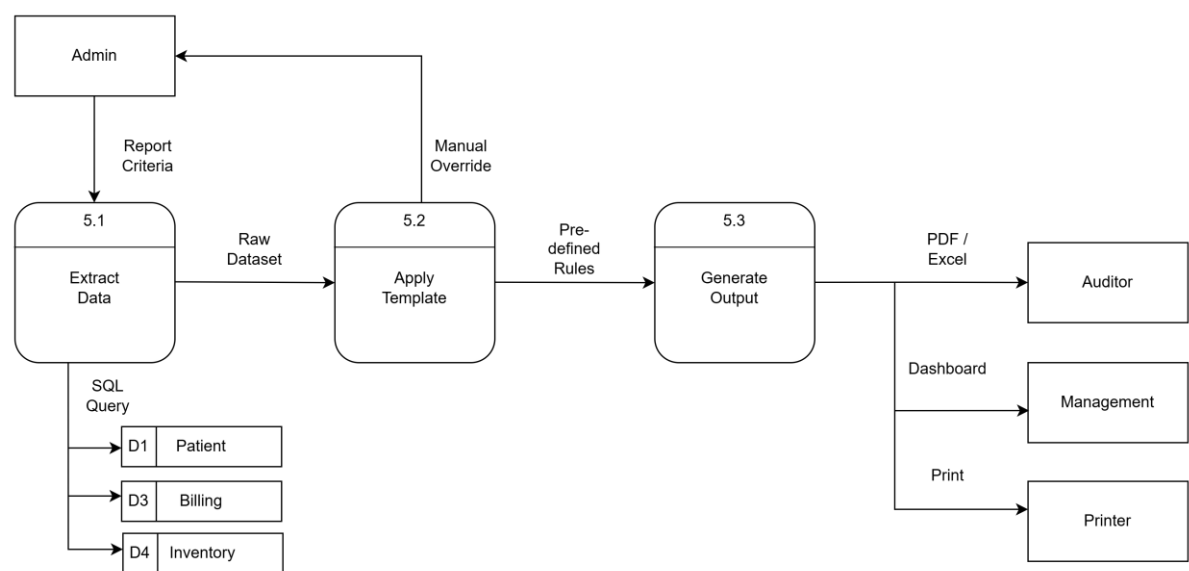 Admin
Report
Criteria
Manual
Override
5.1
Extract
Data
Raw
Dataset
5.2
Apply
Template
Pre-
defined
Rules
5.3
Generate
Output
PDF /
Excel
Auditor
Dashboard
Management
Print
Printer
SQL
Query
D1 Patient
D3 Billing
D4 Inventory